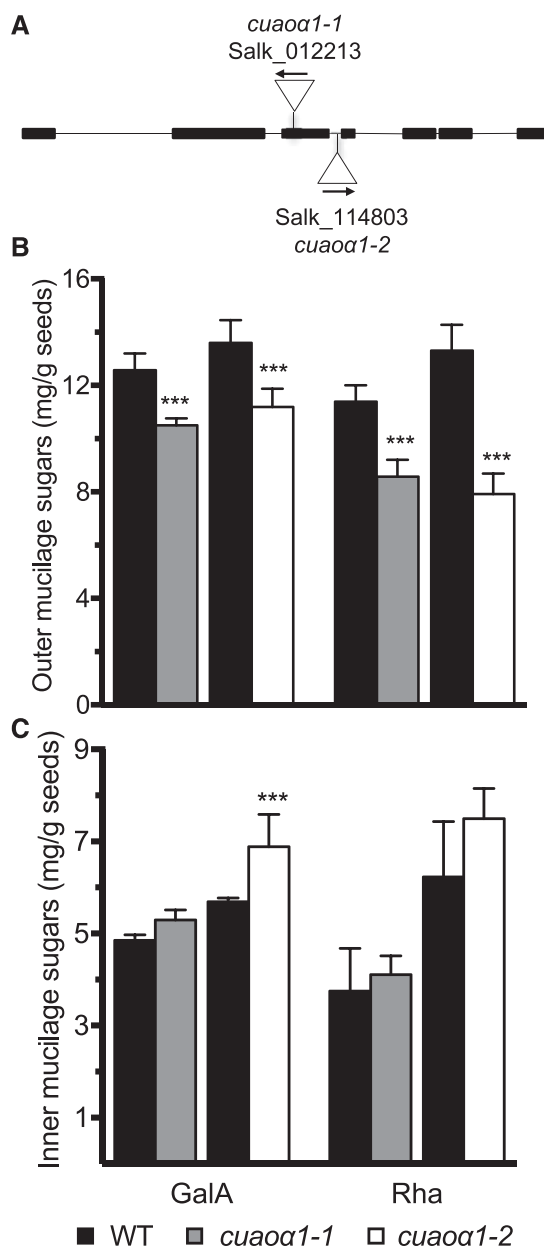 A
cuaoα1-1
Salk_012213
Salk_114803
cuaoα1-2
B
Outer mucilage sugars (mg/g seeds)
16
12
8
4
0
***
***
***
***
C
Inner mucilage sugars (mg/g seeds)
9
7
5
3
1
***
GalA Rha
WT cuaoα1-1 cuaoα1-2